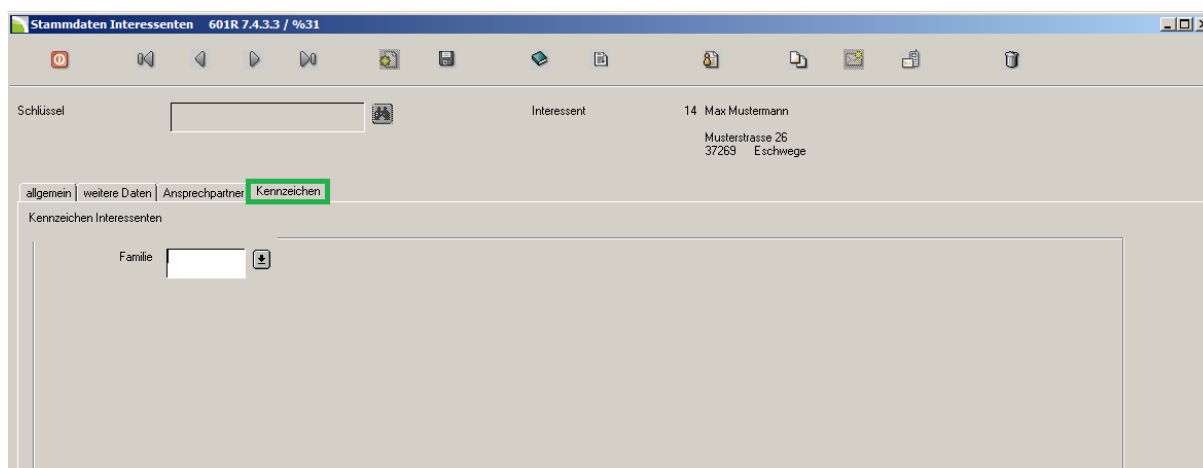 Stammdaten Interessenten 601R 7.4.3.3 / %31
Schlüssel
Interessent
14 Max Mustermann
Musterstrasse 26
37269 Eschwege
allgemein weitere Daten Ansprechpartner Kennzeichen
Kennzeichen Interessenten
Familie